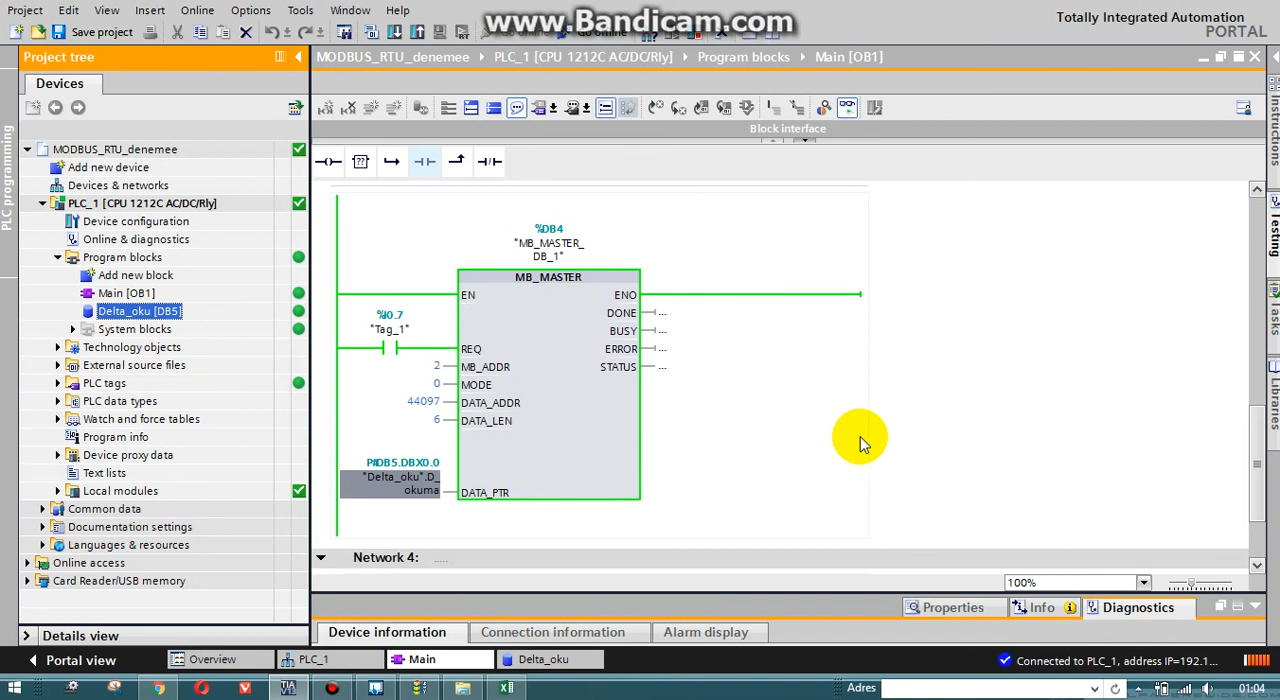 www.Bandicam.com
Project Edit View Insert Online Options Tools Window Help
Totally Integrated Automation
PORTAL
Save project
Project tree
MODBUS_RTU_denemee PLC_1 [CPU 1212C AC/DC/Rly] Program blocks Main [OB1]
Devices
Block interface
PLC programming
MODBUS_RTU_denemee
Add new device
Devices & networks
PLC_1 [CPU 1212C AC/DC/Rly]
Device configuration
Online & diagnostics
Program blocks
Add new block
Main [OB1]
Delta_oku [DB5]
System blocks
Technology objects
External source files
PLC tags
PLC data types
Watch and force tables
Program info
Device proxy data
Text lists
Local modules
Common data
Documentation settings
Languages & resources
Online access
Card Reader/USB memory
??
%DB4
"MB_MASTER_
DB_1"
MB_MASTER
EN ENO
DONE ...
BUSY ...
%I0.7
"Tag_1"
REQ ERROR ...
2 MB_ADDR STATUS ...
0 MODE
44097 DATA_ADDR
6 DATA_LEN
P#DB5.DBX0.0
"Delta_oku".D_
okuma DATA_PTR
Network 4: .....
100%
Instructions
Testing
Tasks
Libraries
Properties Info Diagnostics
Details view
Device information Connection information Alarm display
Portal view Overview PLC_1 Main Delta_oku Connected to PLC_1, address IP=192.1...
Adres 01:04